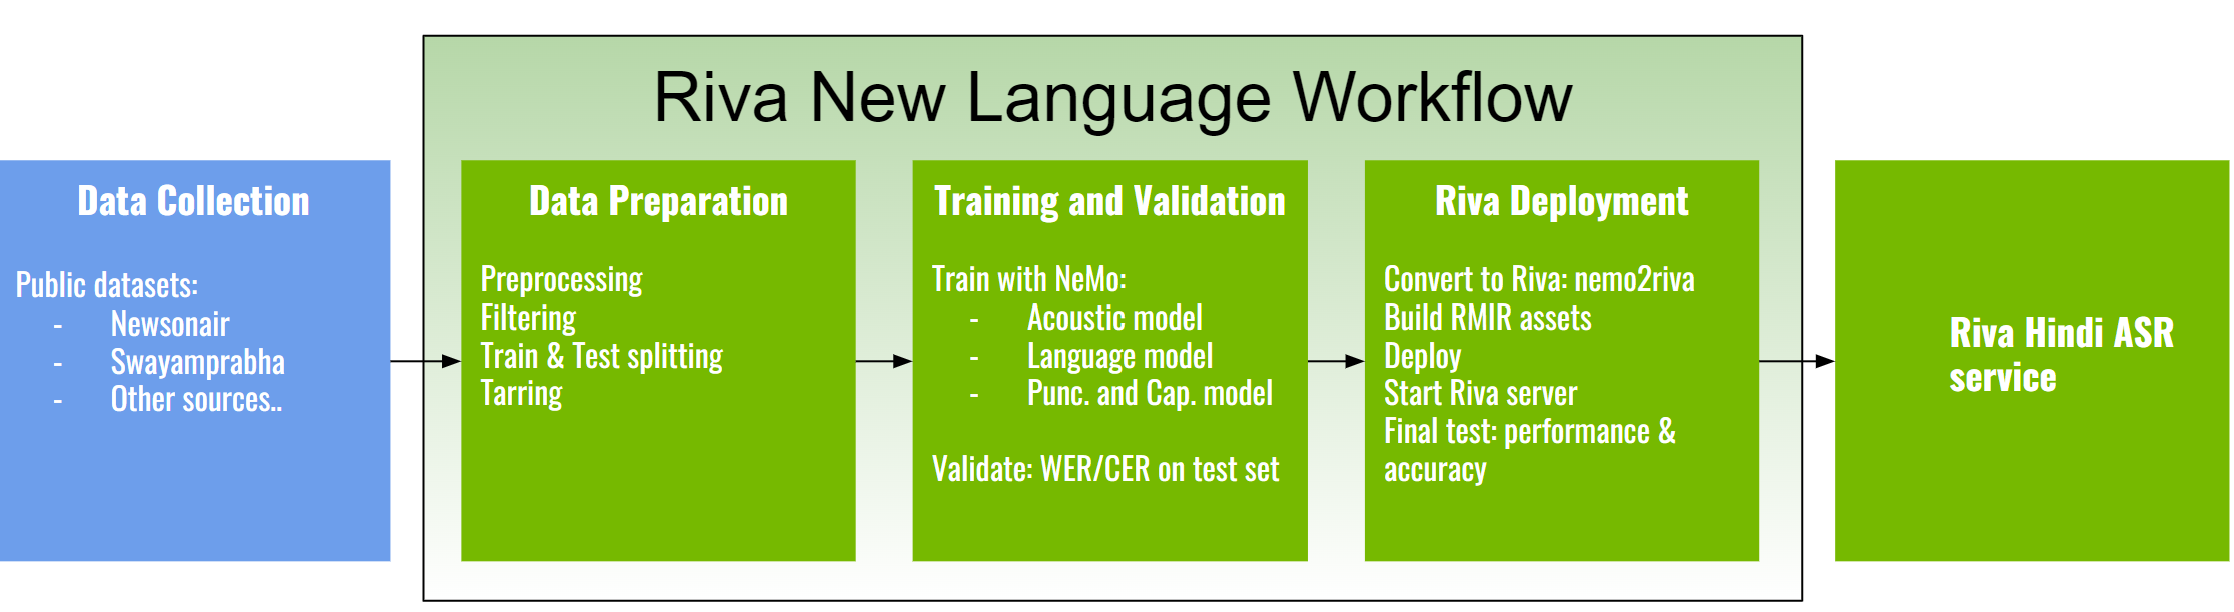 Riva New Language Workflow
Data Collection
Public datasets:
- Newsonair
- Swayamprabha
- Other sources..
Data Preparation
Preprocessing
Filtering
Train & Test splitting
Tarring
Training and Validation
Train with NeMo:
- Acoustic model
- Language model
- Punc. and Cap. model
Validate: WER/CER on test set
Riva Deployment
Convert to Riva: nemo2riva
Build RMIR assets
Deploy
Start Riva server
Final test: performance &
accuracy
Riva Hindi ASR
service